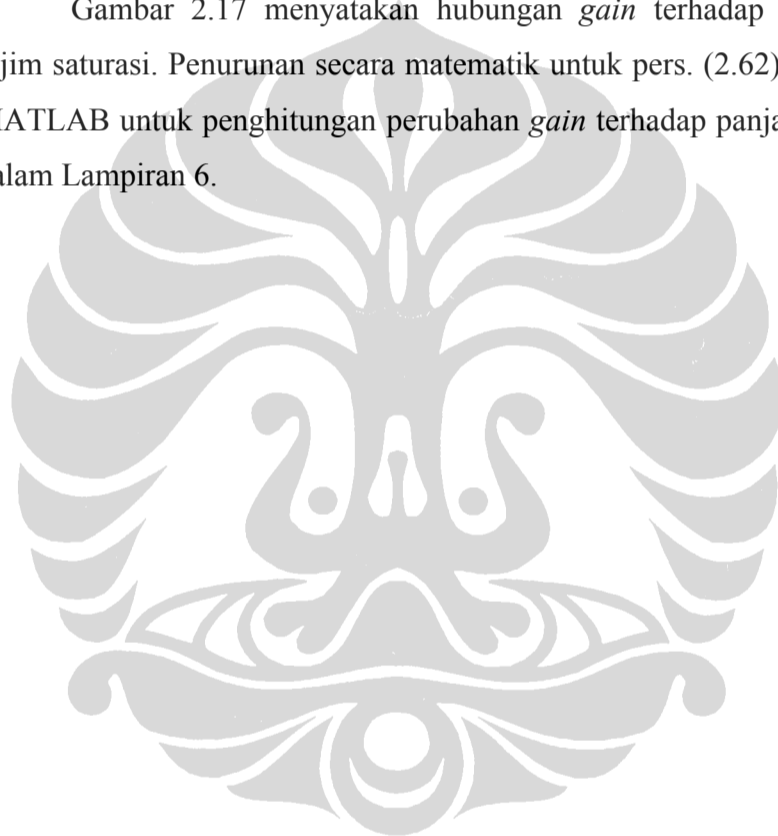 Gambar 2.17 menyatakan hubungan gain terhadap
jim saturasi. Penurunan secara matematik untuk pers. (2.62)
ATLAB untuk penghitungan perubahan gain terhadap panja
alam Lampiran 6.